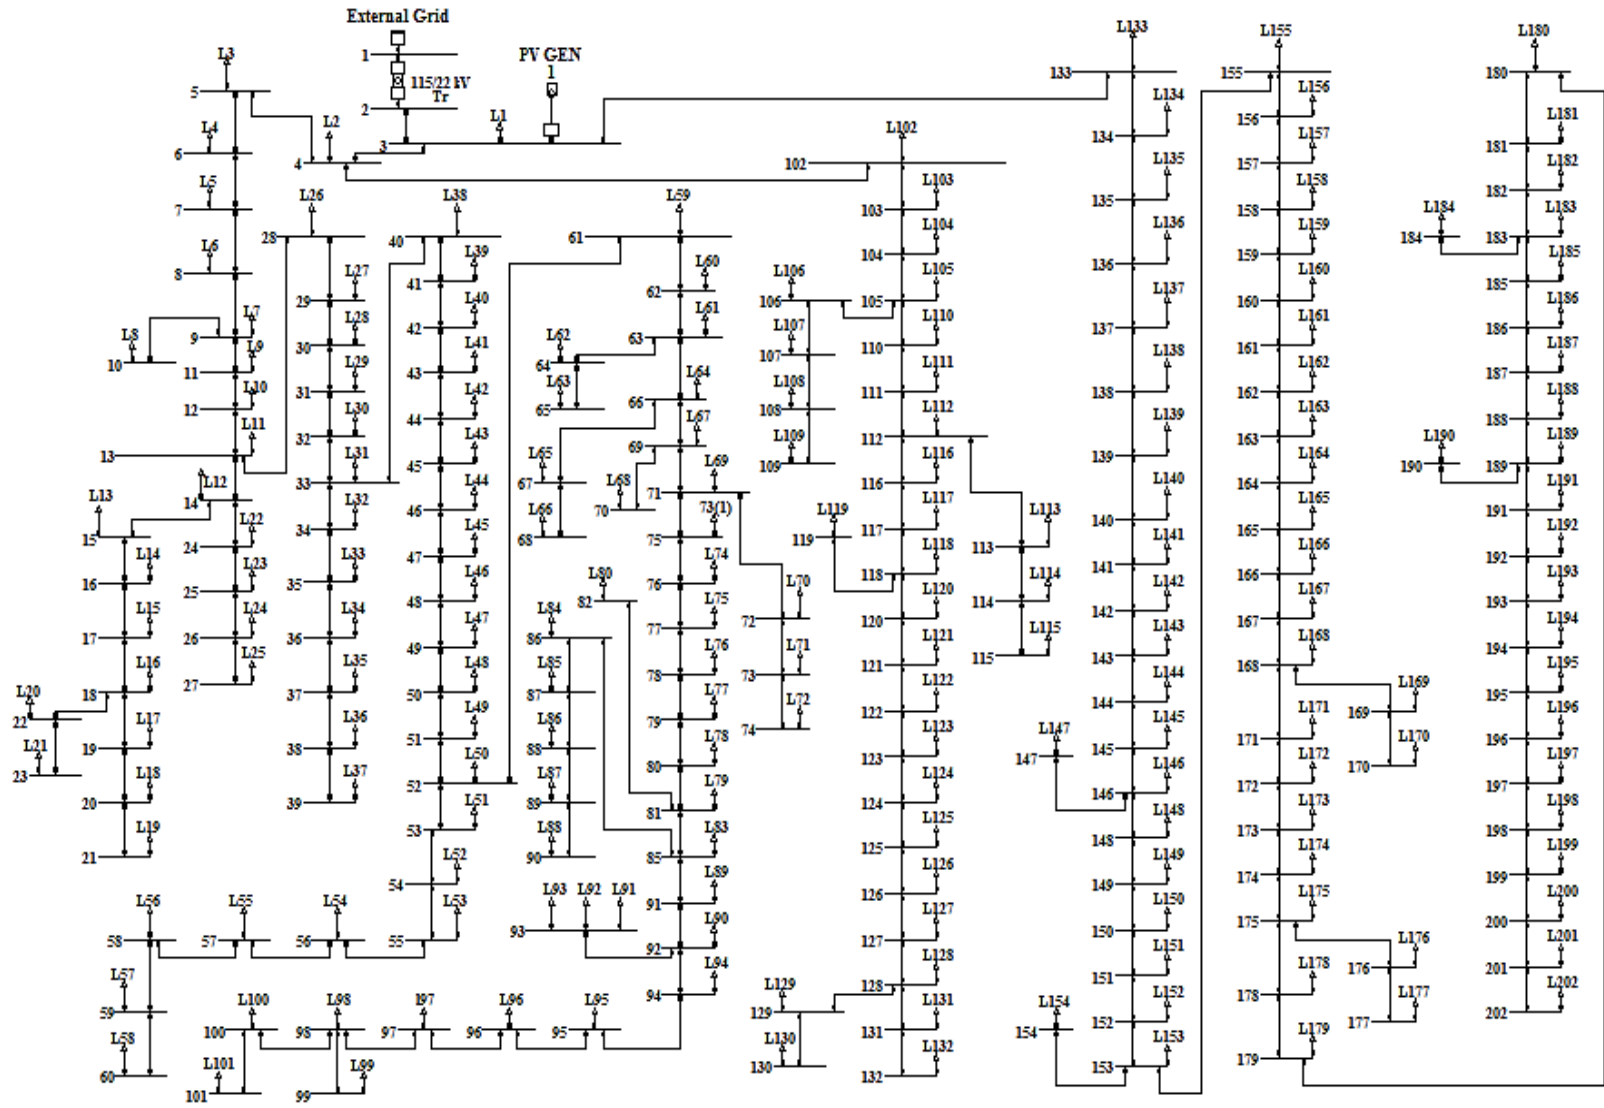 External Grid
1
115/22 kV
Tr
2
PV GEN
1
L1
3
L2
4
L3
5
L4
6
L5
7
L6
8
L7
9
L8
10
L9
11
L10
12
L11
13
L12
14
L13
15
L14
16
L15
17
L16
18
L17
19
L18
20
L19
21
L20
22
L21
23
L22
24
L23
25
L24
26
L25
27
L26
28
L27
29
L28
30
L29
31
L30
32
L31
33
L32
34
L33
35
L34
36
L35
37
L36
38
L37
39
L38
40
L39
41
L40
42
L41
43
L42
44
L43
45
L44
46
L45
47
L46
48
L47
49
L48
50
L49
51
L50
52
L51
53
L52
54
L53
55
L54
56
L55
57
L56
58
L57
59
L58
60
L59
61
L60
62
L61
63
L62
64
L63
65
L64
66
L65
67
L66
68
L67
69
L68
70
L69
71
L70
72
L71
73
L72
74
73(1)
75
L74
76
L75
77
L76
78
L77
79
L78
80
L79
81
L80
82
L83
85
L84
86
L85
87
L86
88
L87
89
L88
90
L89
91
L90
92
L93
L92
L91
93
L94
94
L95
95
L96
96
197
97
L98
98
L99
99
L100
100
L101
101
L102
102
L103
103
L104
104
L105
105
L106
106
L107
107
L108
108
L109
109
L110
110
L111
111
L112
112
L113
113
L114
114
L115
115
L116
116
L117
117
L118
118
L119
119
L120
120
L121
121
L122
122
L123
123
L124
124
L125
125
L126
126
L127
127
L128
128
L129
129
L130
130
L131
131
L132
132
L133
133
L134
134
L135
135
L136
136
L137
137
L138
138
L139
139
L140
140
L141
141
L142
142
L143
143
L144
144
L145
145
L146
146
L147
147
L148
148
L149
149
L150
150
L151
151
L152
152
L153
153
L154
154
L155
155
L156
156
L157
157
L158
158
L159
159
L160
160
L161
161
L162
162
L163
163
L164
164
L165
165
L166
166
L167
167
L168
168
L169
169
L170
170
L171
171
L172
172
L173
173
L174
174
L175
175
L176
176
L177
177
L178
178
L179
179
L180
180
L181
181
L182
182
L183
183
L184
184
L185
185
L186
186
L187
187
L188
188
L189
189
L190
190
L191
191
L192
192
L193
193
L194
194
L195
195
L196
196
L197
197
L198
198
L199
199
L200
200
L201
201
L202
202